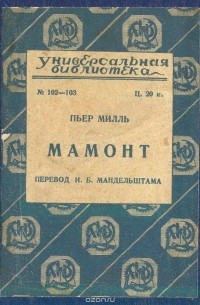 Универсальная
библиотека
№ 102—103 Ц. 20 к.
ПЬЕР МИЛЛЬ
МАМОНТ
ПЕРЕВОД И. Б. МАНДЕЛЬШТАМА